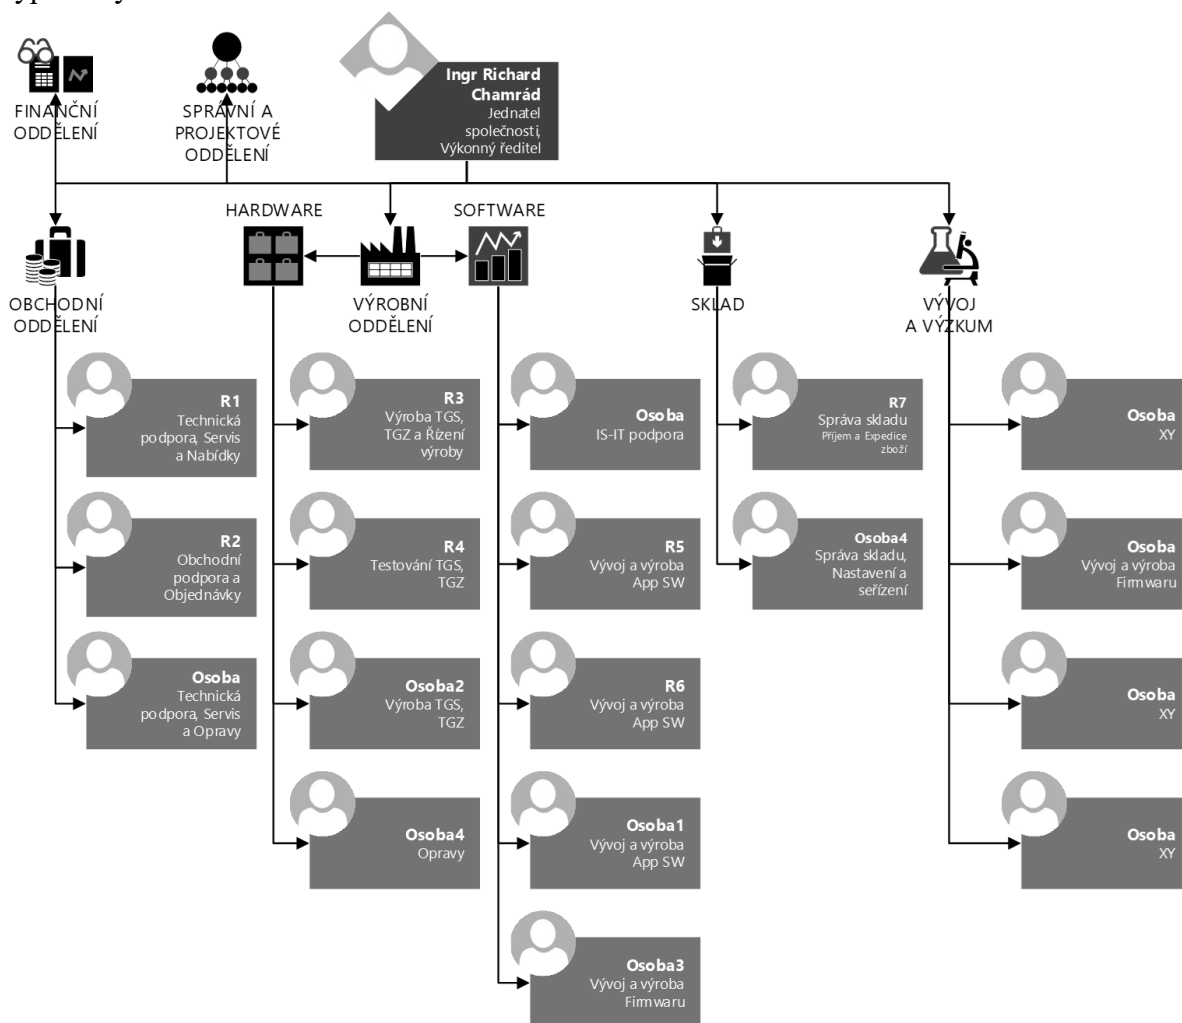 FINANČNÍ
ODDĚLENÍ
SPRÁVNÍ A
PROJEKTOVÉ
ODDĚLENÍ
Ingr Richard
Chamrád
Jednatel
společnosti,
Výkonný ředitel
HARDWARE
SOFTWARE
OBCHODNÍ
ODDĚLENÍ
VÝROBNÍ
ODDĚLENÍ
SKLAD
VÝVOJ
A VÝZKUM
R1
Technická
podpora, Servis
a Nabídky
R2
Obchodní
podpora a
Objednávky
Osoba
Technická
podpora, Servis
a Opravy
R3
Výroba TGS,
TGZ a Řízení
výroby
R4
Testování TGS,
TGZ
Osoba2
Výroba TGS,
TGZ
Osoba4
Opravy
Osoba
IS-IT podpora
R5
Vývoj a výroba
App SW
R6
Vývoj a výroba
App SW
Osoba1
Vývoj a výroba
App SW
Osoba3
Vývoj a výroba
Firmwaru
R7
Správa skladu
Příjem a Expedice
zboží
Osoba4
Správa skladu,
Nastavení a
seřízení
Osoba
XY
Osoba
Vývoj a výroba
Firmwaru
Osoba
XY
Osoba
XY